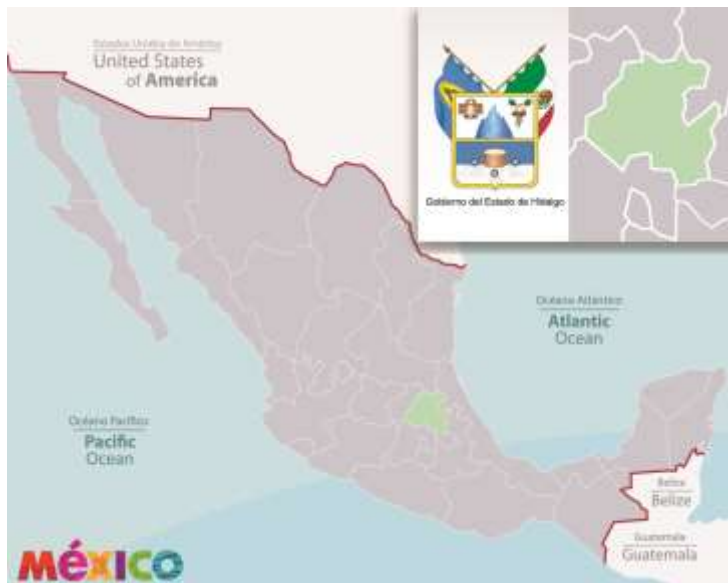 Estados Unidos de América
United States
of America
Gobierno del Estado de Hidalgo
Océano Atlántico
Atlantic
Ocean
Océano Pacífico
Pacific
Ocean
Belice
Belize
Guatemala
Guatemala
méxico